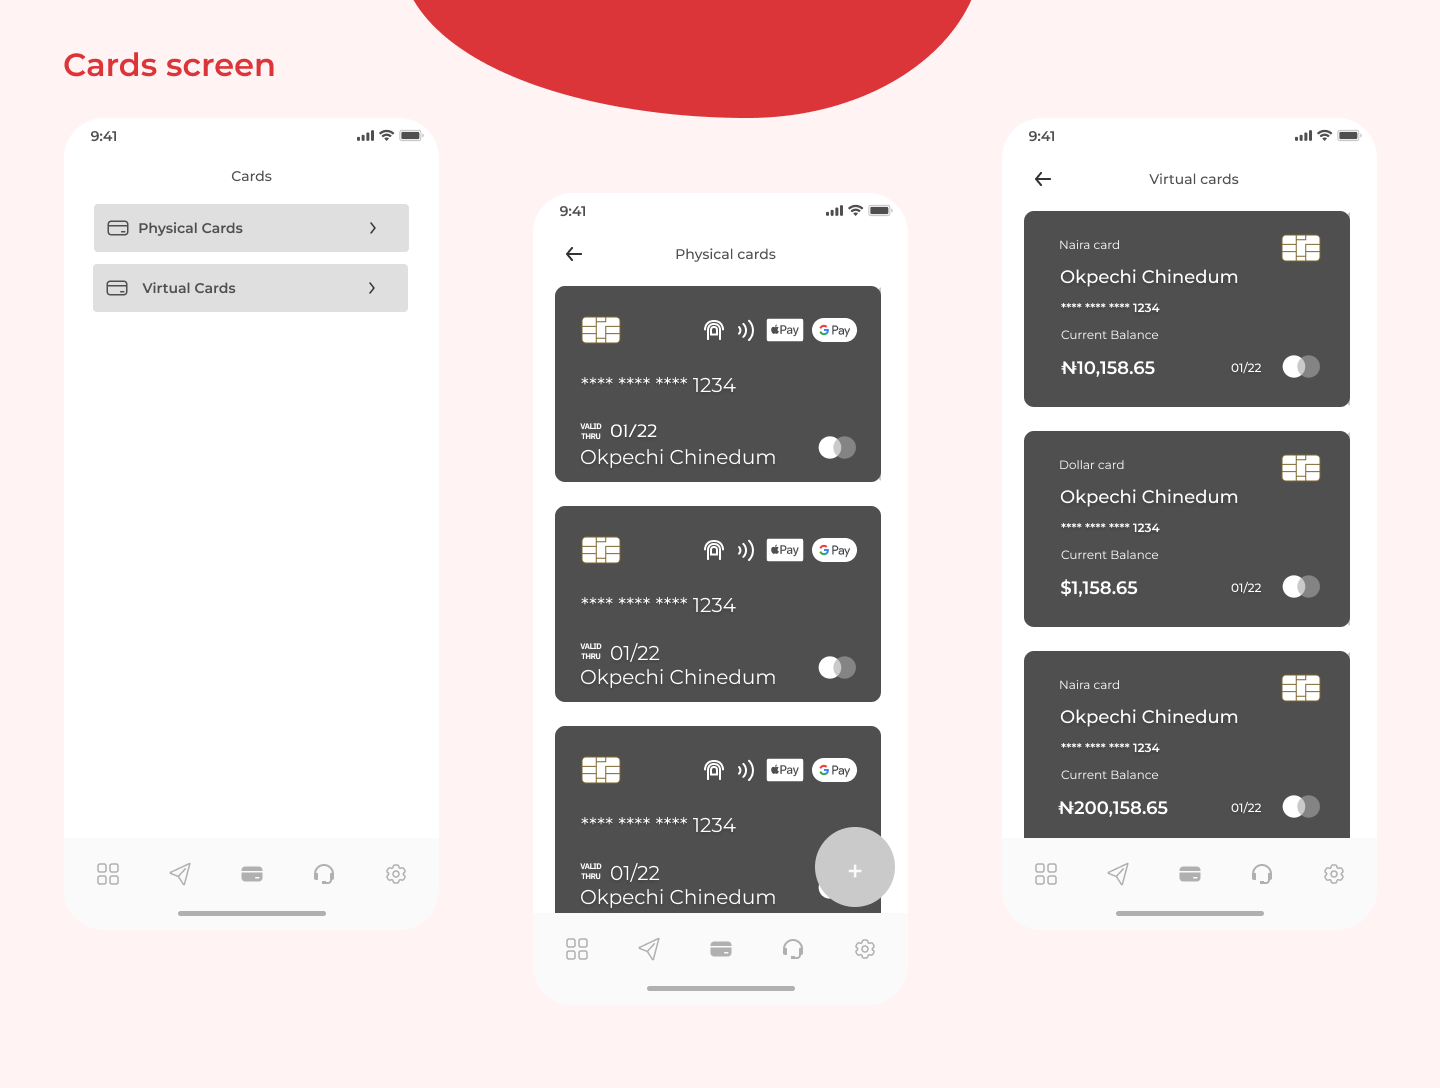 Cards screen
9:41
Cards
Physical Cards
Virtual Cards
9:41
Physical cards
Pay
G Pay
**** **** **** 1234
VALID
THRU
01/22
Okpechi Chinedum
Pay
G Pay
**** **** **** 1234
VALID
THRU
01/22
Okpechi Chinedum
Pay
G Pay
**** **** **** 1234
VALID
THRU
01/22
Okpechi Chinedum
+
9:41
Virtual cards
Naira card
Okpechi Chinedum
**** **** **** 1234
Current Balance
₦10,158.65
01/22
Dollar card
Okpechi Chinedum
**** **** **** 1234
Current Balance
$1,158.65
01/22
Naira card
Okpechi Chinedum
**** **** **** 1234
Current Balance
₦200,158.65
01/22